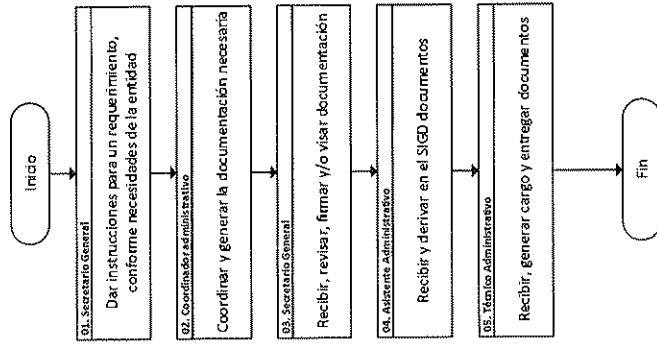 Inicio
01. Secretario General
Dar instrucciones para un requerimiento,
conforme necesidades de la entidad
02. Coordinador administrativo
Coordinar y generar la documentación necesaria
03. Secretario General
Recibir, revisar, firmar y/o visar documentación
04. Asistente Administrativo
Recibir y derivar en el SIGD documentos
05. Técnico Administrativo
Recibir, generar cargo y entregar documentos
Fin